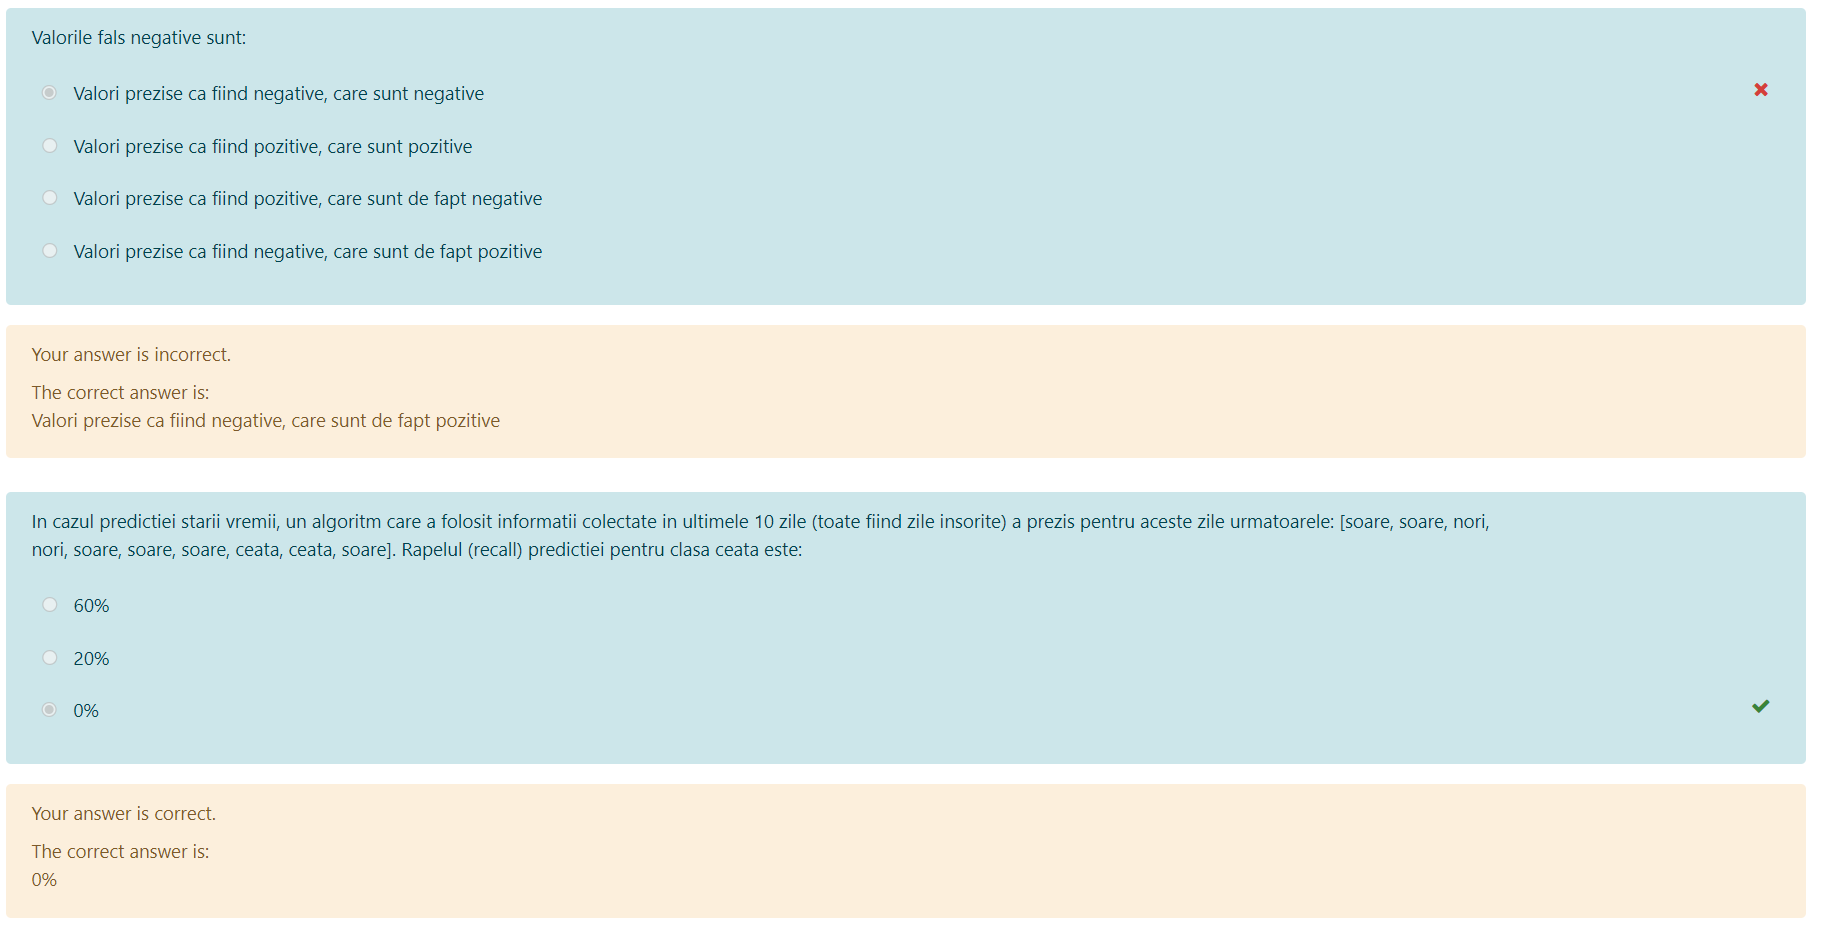 Valorile fals negative sunt:
Valori prezise ca fiind negative, care sunt negative
Valori prezise ca fiind pozitive, care sunt pozitive
Valori prezise ca fiind pozitive, care sunt de fapt negative
Valori prezise ca fiind negative, care sunt de fapt pozitive
Your answer is incorrect.
The correct answer is:
Valori prezise ca fiind negative, care sunt de fapt pozitive
In cazul predictiei starii vremii, un algoritm care a folosit informatii colectate in ultimele 10 zile (toate fiind zile insorite) a prezis pentru aceste zile urmatoarele: [soare, soare, nori,
nori, soare, soare, soare, ceata, ceata, soare]. Rapelul (recall) predictiei pentru clasa ceata este:
60%
20%
0%
Your answer is correct.
The correct answer is:
0%